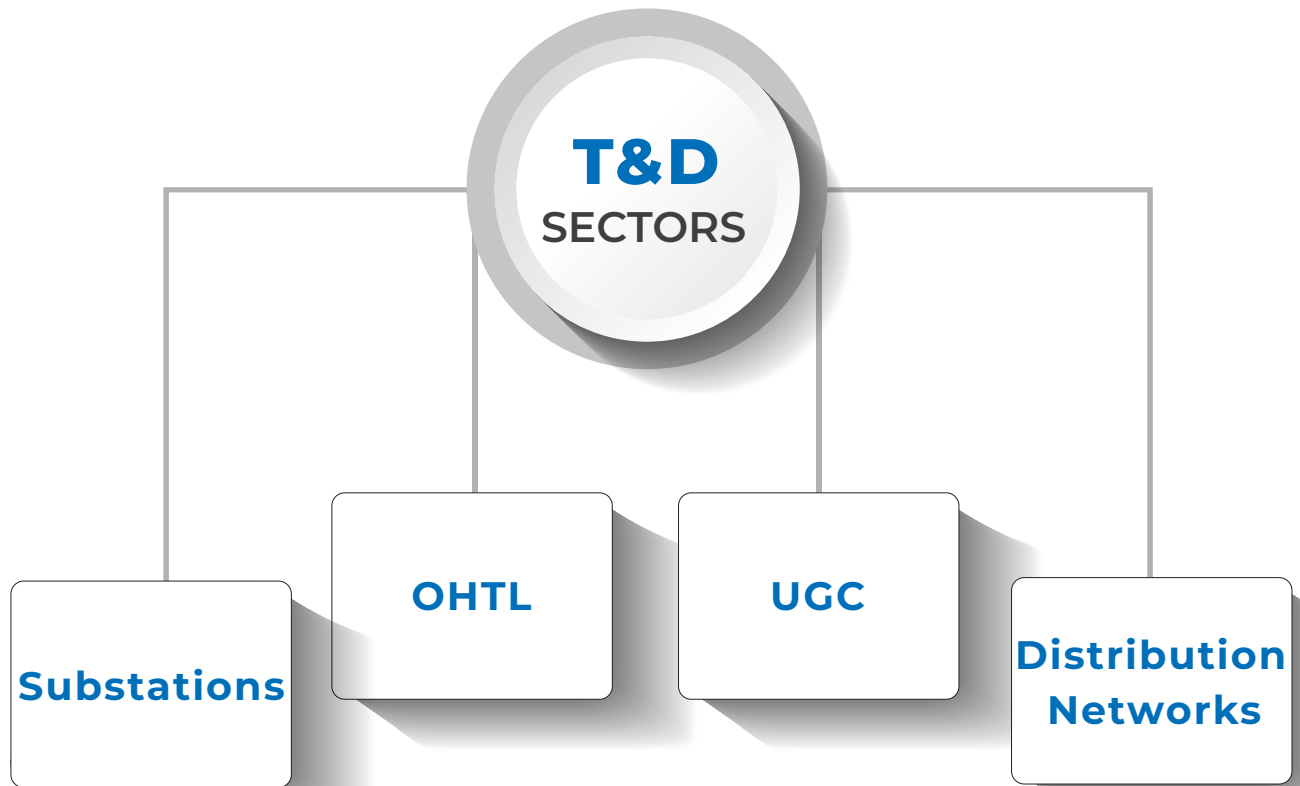 T&D
SECTORS
OHTL
UGC
Substations
Distribution
Networks